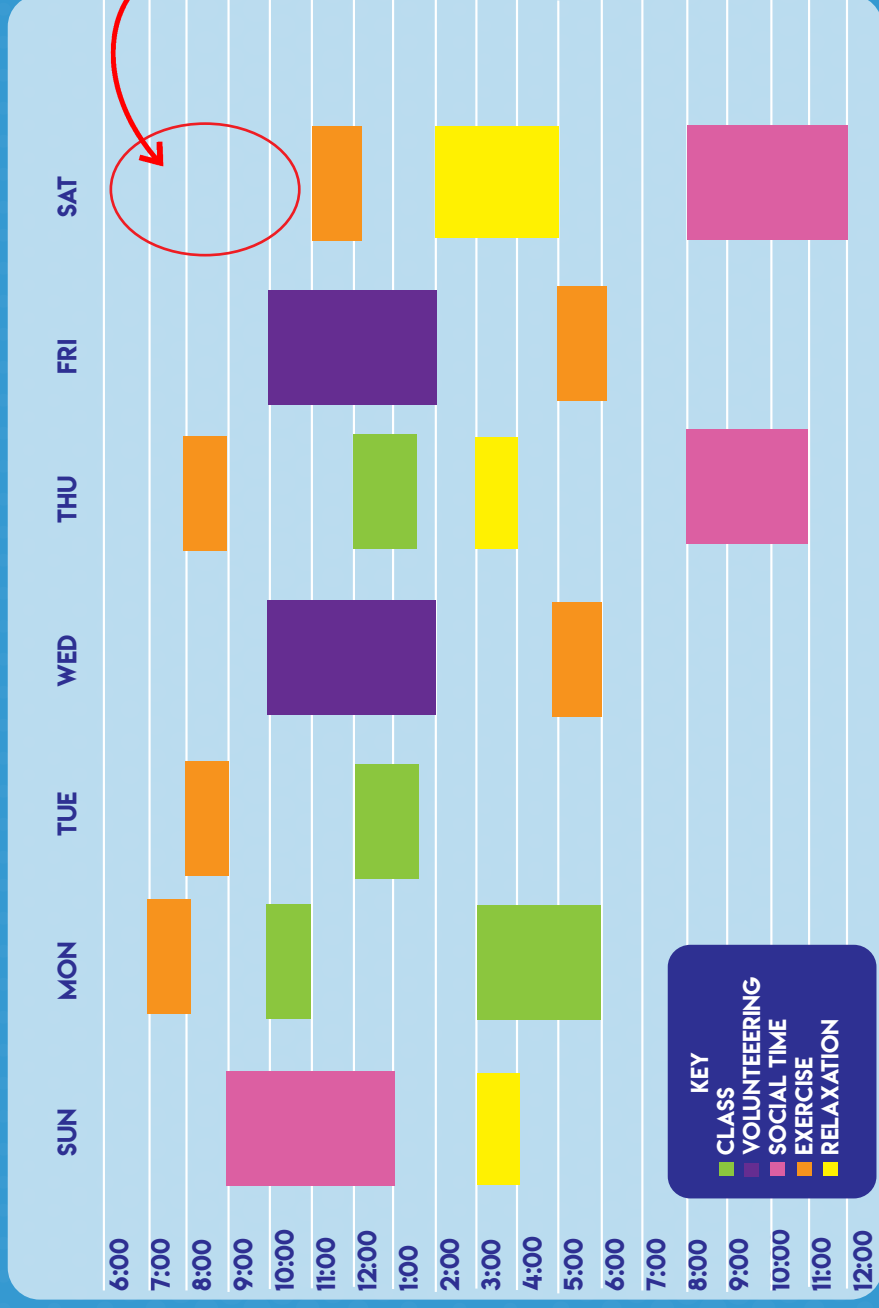 SUN
MON
TUE
WED
THU
FRI
SAT
6:00
7:00
8:00
9:00
10:00
11:00
12:00
1:00
2:00
3:00
4:00
5:00
6:00
7:00
8:00
9:00
10:00
11:00
12:00
KEY
CLASS
VOLUNTEEERING
SOCIAL TIME
EXERCISE
RELAXATION